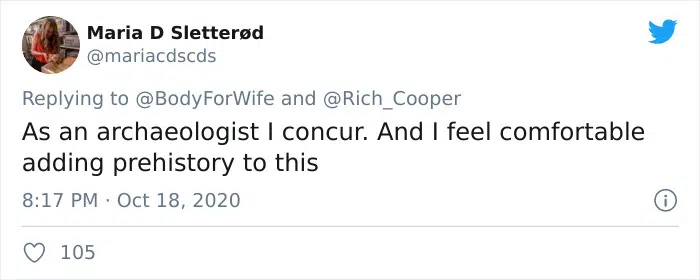 Maria D Sletterød
@mariacdscds
Replying to @BodyForWife and @Rich_Cooper
As an archaeologist I concur. And I feel comfortable
adding prehistory to this
8:17 PM · Oct 18, 2020
105